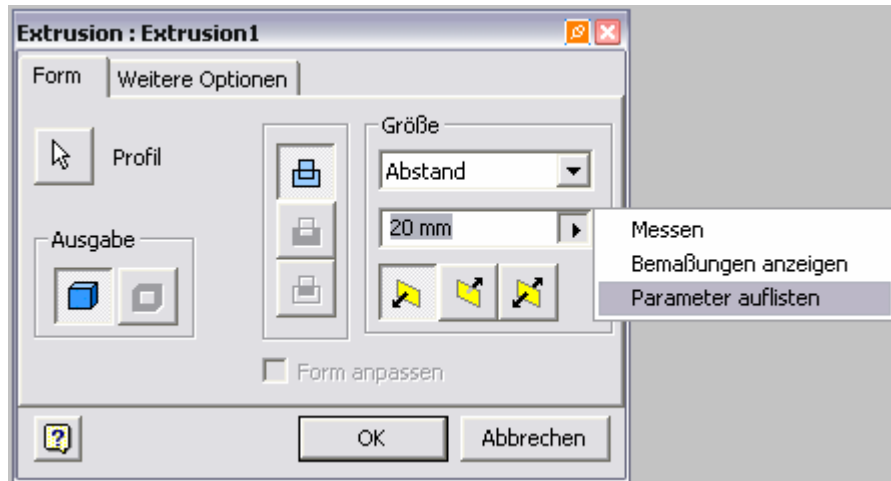 Extrusion : Extrusion1
Form
Weitere Optionen
Profil
Größe
Abstand
20 mm
Messen
Bemaßungen anzeigen
Parameter auflisten
Ausgabe
Form anpassen
?
OK
Abbrechen